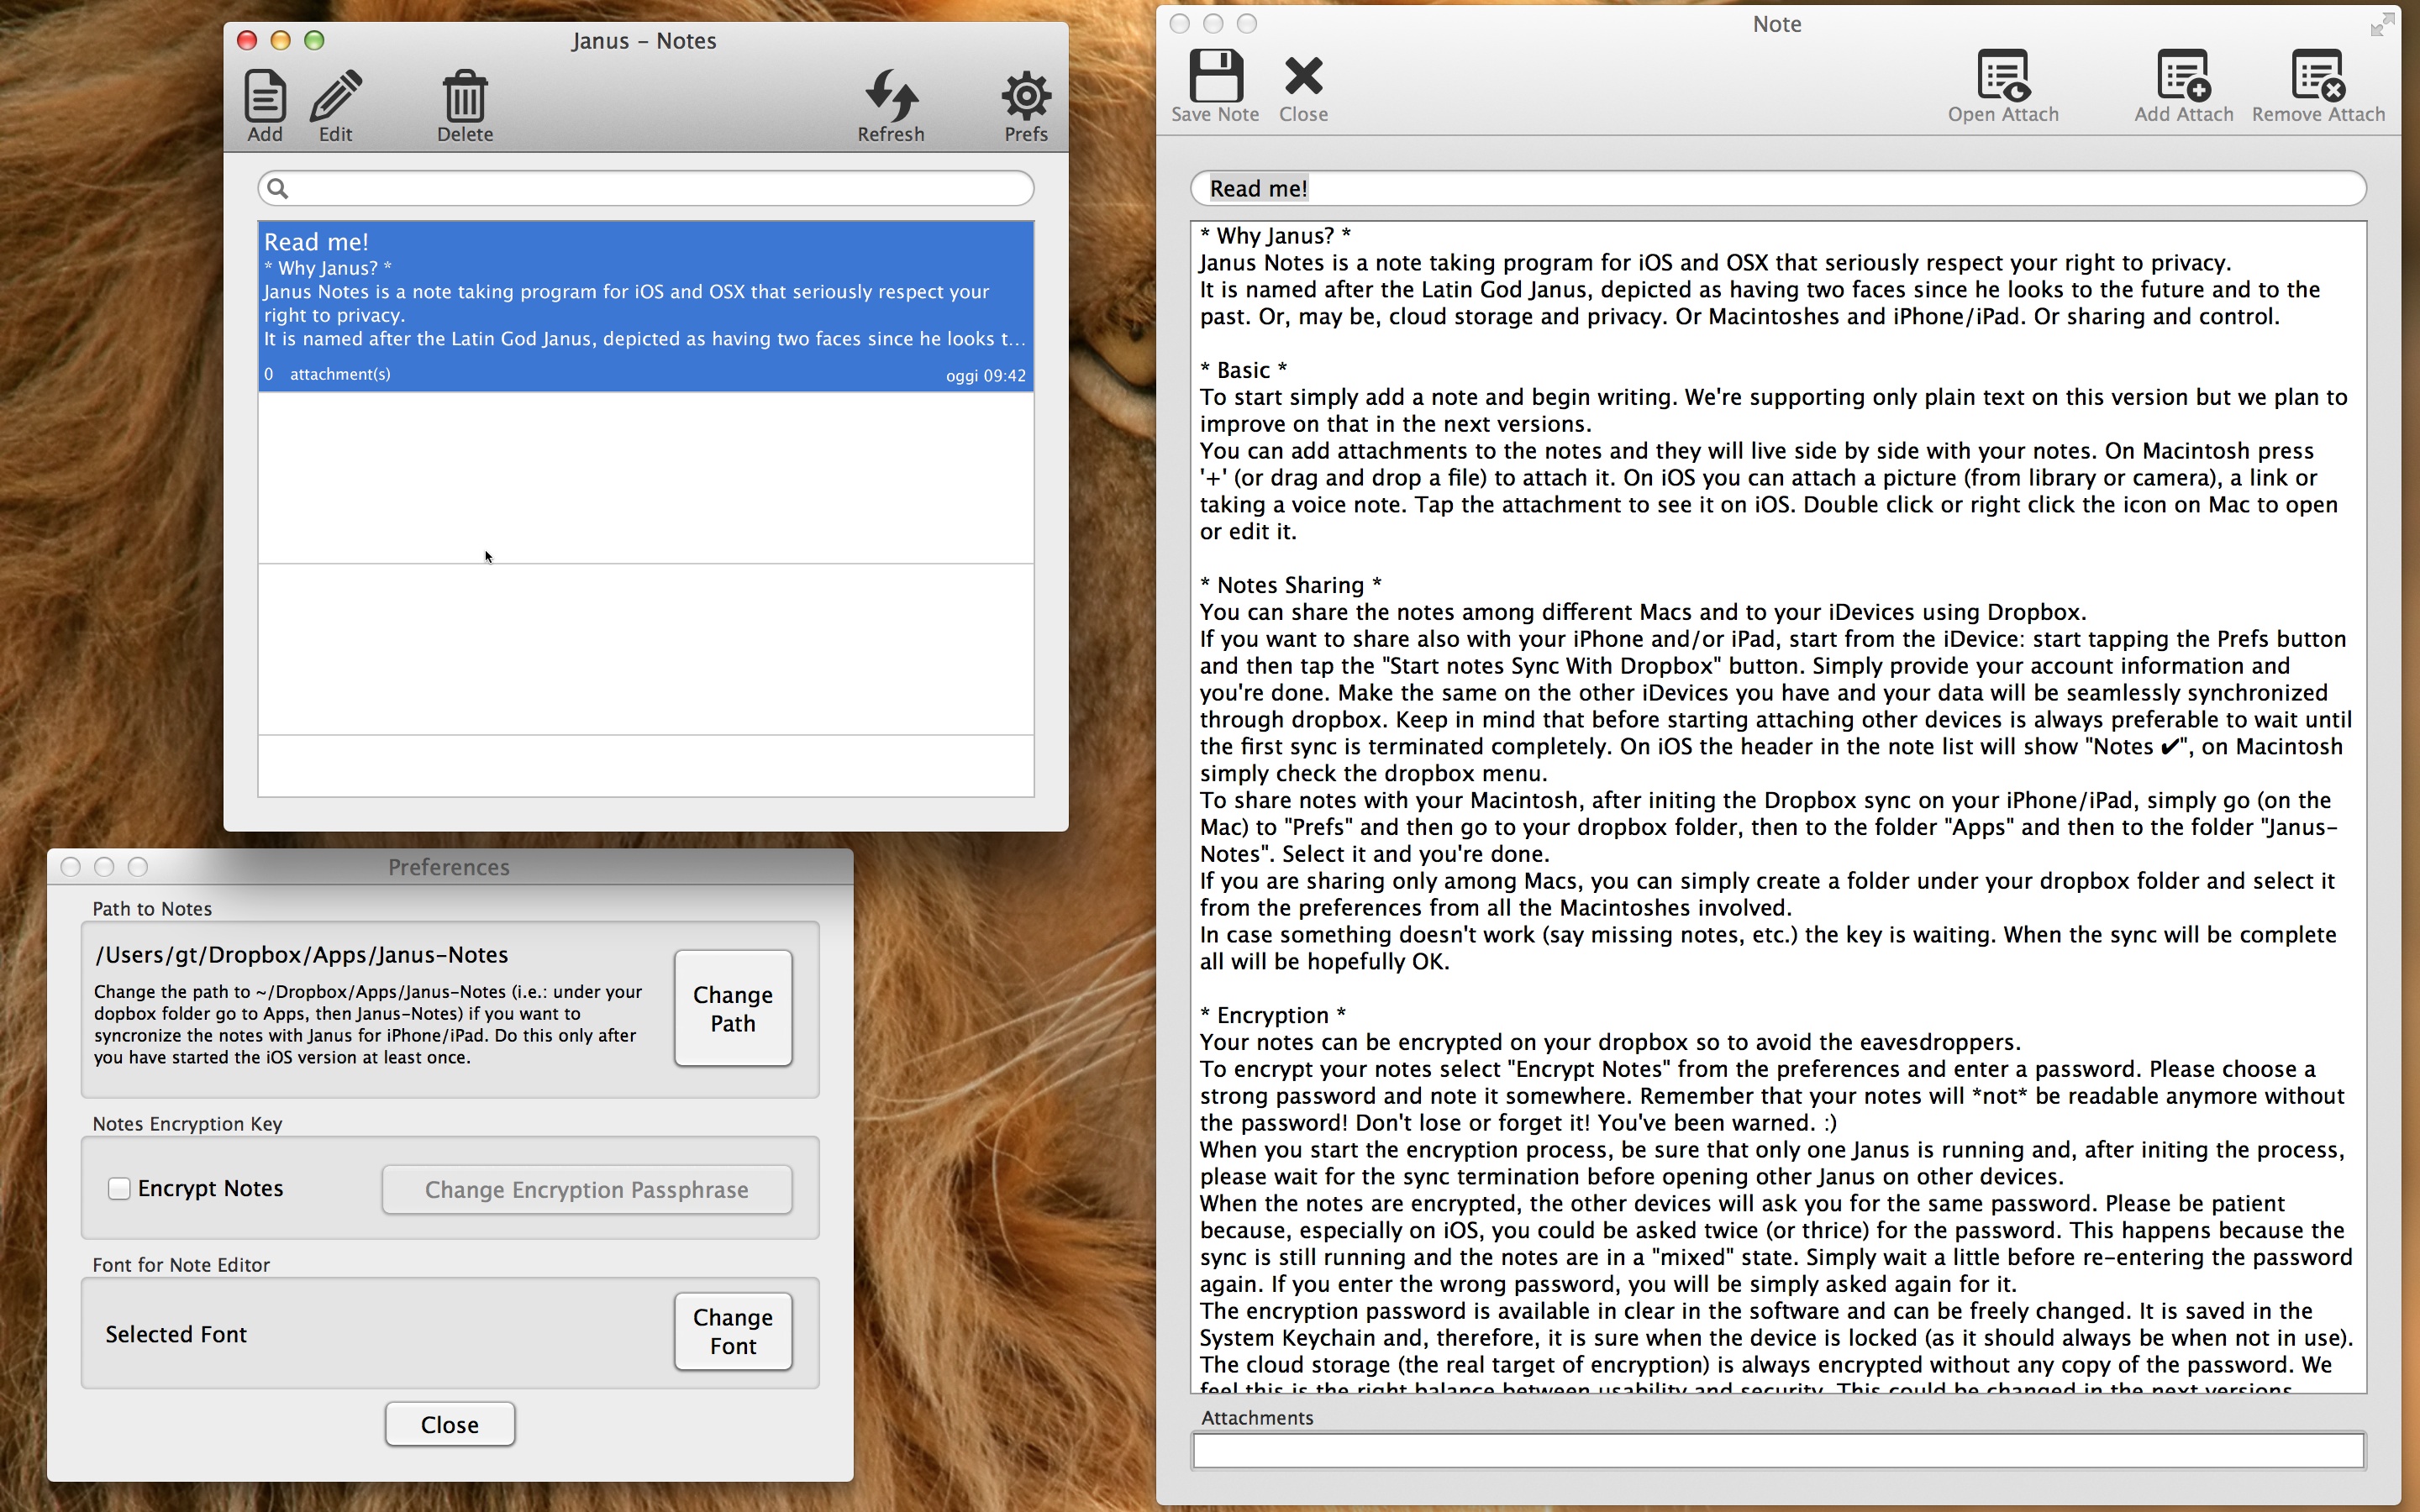 Janus – Notes
Add
Edit
Delete
Refresh
Prefs
Read me!
* Why Janus? *
Janus Notes is a note taking program for iOS and OSX that seriously respect your
right to privacy.
It is named after the Latin God Janus, depicted as having two faces since he looks t...
0 attachment(s)
oggi 09:42
Preferences
Path to Notes
/Users/gt/Dropbox/Apps/Janus-Notes
Change the path to ~/Dropbox/Apps/Janus-Notes (i.e.: under your
dopbox folder go to Apps, then Janus-Notes) if you want to
syncronize the notes with Janus for iPhone/iPad. Do this only after
you have started the iOS version at least once.
Change
Path
Notes Encryption Key
Encrypt Notes
Change Encryption Passphrase
Font for Note Editor
Selected Font
Change
Font
Close
Note
Save Note
Close
Open Attach
Add Attach
Remove Attach
Read me!
* Why Janus? *
Janus Notes is a note taking program for iOS and OSX that seriously respect your right to privacy.
It is named after the Latin God Janus, depicted as having two faces since he looks to the future and to the
past. Or, may be, cloud storage and privacy. Or Macintoshes and iPhone/iPad. Or sharing and control.
* Basic *
To start simply add a note and begin writing. We're supporting only plain text on this version but we plan to
improve on that in the next versions.
You can add attachments to the notes and they will live side by side with your notes. On Macintosh press
'+' (or drag and drop a file) to attach it. On iOS you can attach a picture (from library or camera), a link or
taking a voice note. Tap the attachment to see it on iOS. Double click or right click the icon on Mac to open
or edit it.
* Notes Sharing *
You can share the notes among different Macs and to your iDevices using Dropbox.
If you want to share also with your iPhone and/or iPad, start from the iDevice: start tapping the Prefs button
and then tap the "Start notes Sync With Dropbox" button. Simply provide your account information and
you're done. Make the same on the other iDevices you have and your data will be seamlessly synchronized
through dropbox. Keep in mind that before starting attaching other devices is always preferable to wait until
the first sync is terminated completely. On iOS the header in the note list will show "Notes ✔", on Macintosh
simply check the dropbox menu.
To share notes with your Macintosh, after initing the Dropbox sync on your iPhone/iPad, simply go (on the
Mac) to "Prefs" and then go to your dropbox folder, then to the folder "Apps" and then to the folder "Janus-
Notes". Select it and you're done.
If you are sharing only among Macs, you can simply create a folder under your dropbox folder and select it
from the preferences from all the Macintoshes involved.
In case something doesn't work (say missing notes, etc.) the key is waiting. When the sync will be complete
all will be hopefully OK.
* Encryption *
Your notes can be encrypted on your dropbox so to avoid the eavesdroppers.
To encrypt your notes select "Encrypt Notes" from the preferences and enter a password. Please choose a
strong password and note it somewhere. Remember that your notes will *not* be readable anymore without
the password! Don't lose or forget it! You've been warned. :)
When you start the encryption process, be sure that only one Janus is running and, after initing the process,
please wait for the sync termination before opening other Janus on other devices.
When the notes are encrypted, the other devices will ask you for the same password. Please be patient
because, especially on iOS, you could be asked twice (or thrice) for the password. This happens because the
sync is still running and the notes are in a "mixed" state. Simply wait a little before re-entering the password
again. If you enter the wrong password, you will be simply asked again for it.
The encryption password is available in clear in the software and can be freely changed. It is saved in the
System Keychain and, therefore, it is sure when the device is locked (as it should always be when not in use).
The cloud storage (the real target of encryption) is always encrypted without any copy of the password. We
feel this is the right balance between usability and security. This could be changed in the next versions.
Attachments